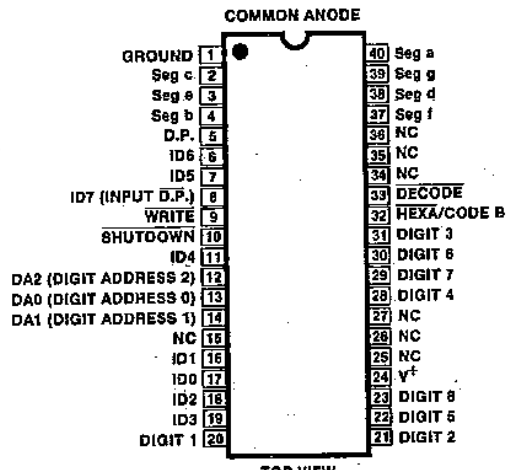 COMMON ANODE
GROUND 1
Seg c 2
Seg e 3
Seg b 4
D.P. 5
ID6 6
ID5 7
ID7 (INPUT D.P.) 8
WRITE 9
SHUTDOWN 10
ID4 11
DA2 (DIGIT ADDRESS 2) 12
DA0 (DIGIT ADDRESS 0) 13
DA1 (DIGIT ADDRESS 1) 14
NC 15
ID1 16
ID0 17
ID2 18
ID3 19
DIGIT 1 20
40 Seg a
39 Seg g
38 Seg d
37 Seg f
36 NC
35 NC
34 NC
33 DECODE
32 HEXA/CODE B
31 DIGIT 3
30 DIGIT 6
29 DIGIT 7
28 DIGIT 4
27 NC
26 NC
25 NC
24 V+
23 DIGIT 8
22 DIGIT 5
21 DIGIT 2
TOP VIEW